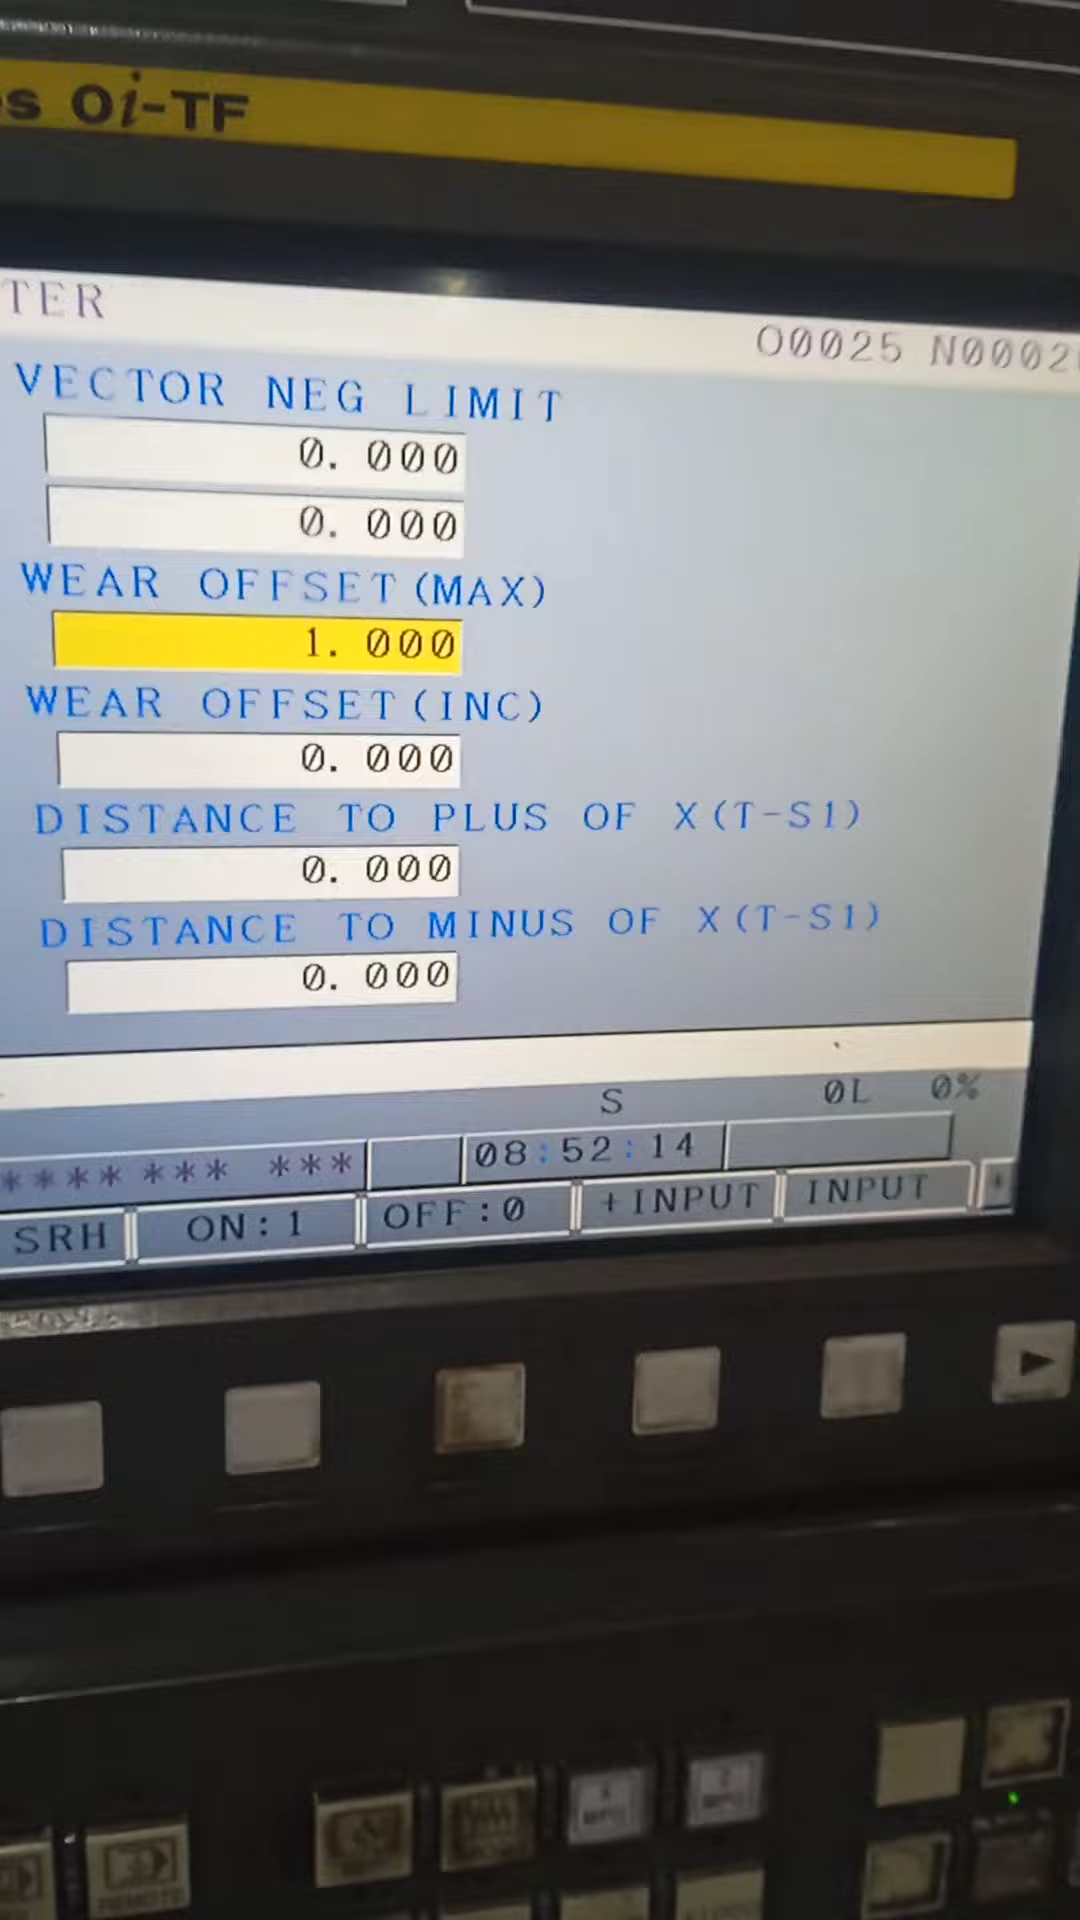 s 0i-TF
TER
O0025 N0002
VECTOR NEG LIMIT
0.000
0.000
WEAR OFFSET(MAX)
1.000
WEAR OFFSET(INC)
0.000
DISTANCE TO PLUS OF X(T-S1)
0.000
DISTANCE TO MINUS OF X(T-S1)
0.000
S 0L 0%
**** *** *** 08:52:14
SRH ON:1 OFF:0 +INPUT INPUT +